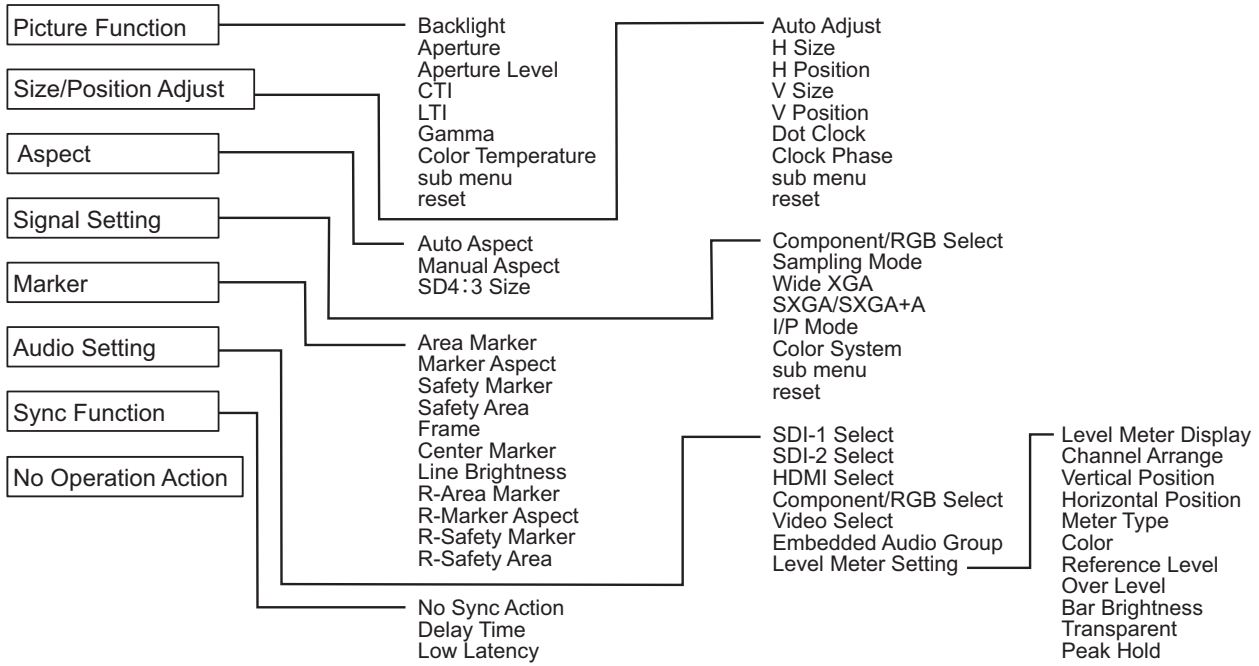 Picture Function
Size/Position Adjust
Aspect
Signal Setting
Marker
Audio Setting
Sync Function
No Operation Action
Backlight
Aperture
Aperture Level
CTI
LTI
Gamma
Color Temperature
sub menu
reset
Auto Adjust
H Size
H Position
V Size
V Position
Dot Clock
Clock Phase
sub menu
reset
Auto Aspect
Manual Aspect
SD4:3 Size
Component/RGB Select
Sampling Mode
Wide XGA
SXGA/SXGA+A
I/P Mode
Color System
sub menu
reset
Area Marker
Marker Aspect
Safety Marker
Safety Area
Frame
Center Marker
Line Brightness
R-Area Marker
R-Marker Aspect
R-Safety Marker
R-Safety Area
SDI-1 Select
SDI-2 Select
HDMI Select
Component/RGB Select
Video Select
Embedded Audio Group
Level Meter Setting
Level Meter Display
Channel Arrange
Vertical Position
Horizontal Position
Meter Type
Color
Reference Level
Over Level
Bar Brightness
Transparent
Peak Hold
No Sync Action
Delay Time
Low Latency